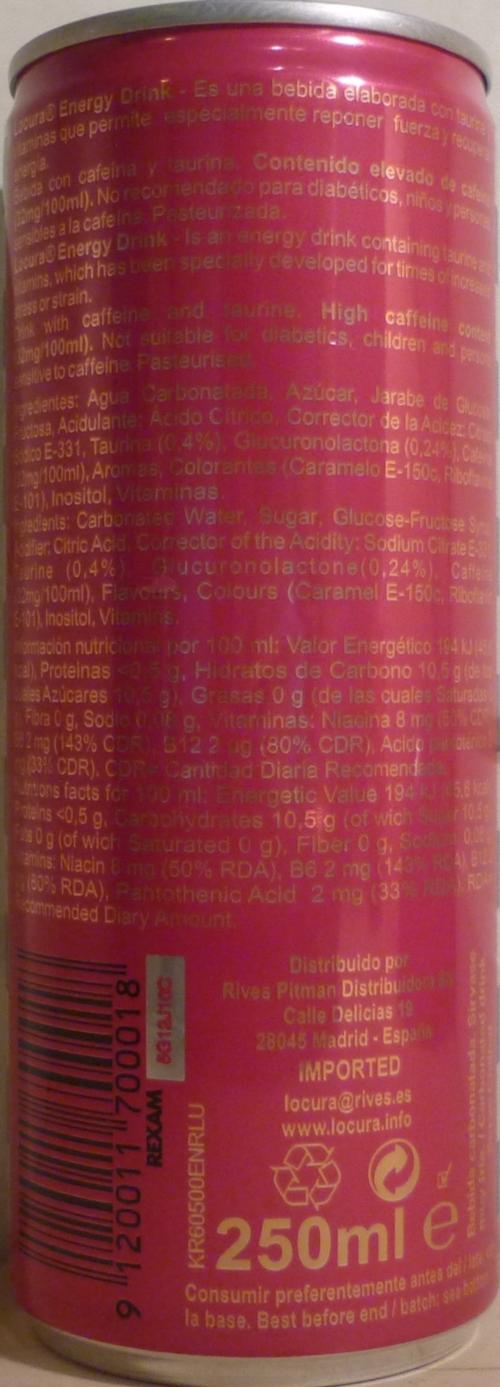 Locura® Energy Drink - Es una bebida elaborada con taurina
vitaminas que permite especialmente reponer fuerza y recuperar
energía.
Bebida con cafeína y taurina. Contenido elevado de cafeína
(32mg/100ml). No recomendado para diabéticos, niños y personas
sensibles a la cafeína. Pasteurizada.
Locura® Energy Drink - Is an energy drink containing taurine and
vitamins, which has been specially developed for times of increased
stress or strain.
Drink with caffeine and taurine. High caffeine content
(32mg/100ml). Not suitable for diabetics, children and persons
sensitive to caffeine. Pasteurised.
Ingredientes: Agua Carbonatada, Azúcar, Jarabe de Glucosa
Fructosa, Acidulante: Ácido Cítrico, Corrector de la Acidez: Citrato
Sódico E-331, Taurina (0,4%), Glucuronolactona (0,24%), Cafeína
(32mg/100ml), Aromas, Colorantes (Caramelo E-150c, Riboflavina
E-101), Inositol, Vitaminas.
Ingredients: Carbonated Water, Sugar, Glucose-Fructose Syrup
Acidifier: Citric Acid, Corrector of the Acidity: Sodium Citrate E-331
Taurine (0,4%), Glucuronolactone(0,24%), Caffeine
(32mg/100ml), Flavours, Colours (Caramel E-150c, Riboflavin
E-101), Inositol, Vitamins.
Información nutricional por 100 ml: Valor Energético 194 kJ (45,6
kcal), Proteinas <0,5 g, Hidratos de Carbono 10,5 g (de los
cuales Azúcares 10,5 g), Grasas 0 g (de las cuales Saturadas
g), Fibra 0 g, Sodio 0,08 g, Vitaminas: Niacina 8 mg (50% CDR),
B6 2 mg (143% CDR), B12 2 ug (80% CDR), Acido pantoténico
mg (33% CDR). CDR= Cantidad Diaria Recomendada.
Nutritions facts for 100 ml: Energetic Value 194 kJ (45,6 kcal),
Proteins <0,5 g, Carbohydrates 10,5 g (of wich Sugar 10,5 g),
Fats 0 g (of wich Saturated 0 g), Fiber 0 g, Sodium 0,08
Vitamins: Niacin 8 mg (50% RDA), B6 2 mg (143% RDA), B12
(80% RDA), Pantothenic Acid 2 mg (33% RDA). RDA=
Recommended Diary Amount.
Distribuido por
Rives Pitman Distribuidora
Calle Delicias 19
28045 Madrid - España
IMPORTED
locura@rives.es
www.locura.info
250ml e
Consumir preferentemente antes del / lote:
la base. Best before end / batch: see bottom
9 120011 700018
REXAM
KR60500ENRLU
Bebida carbonatada. Sírvase
/ Carbonated drink